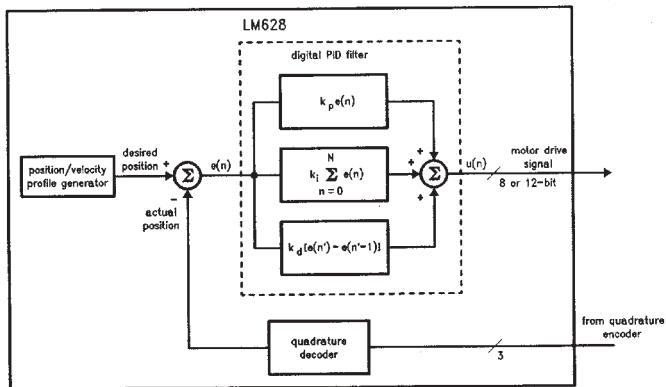 LM628
digital PID filter
k_p e(n)
desired
position
+
e(n)
position/velocity
profile generator
Σ
−
actual
position
N
k_i Σ e(n)
n = 0
+
+
+
Σ
u(n)
motor drive
signal
8 or 12-bit
k_d [e(n') − e(n'−1)]
quadrature
decoder
3
from quadrature
encoder